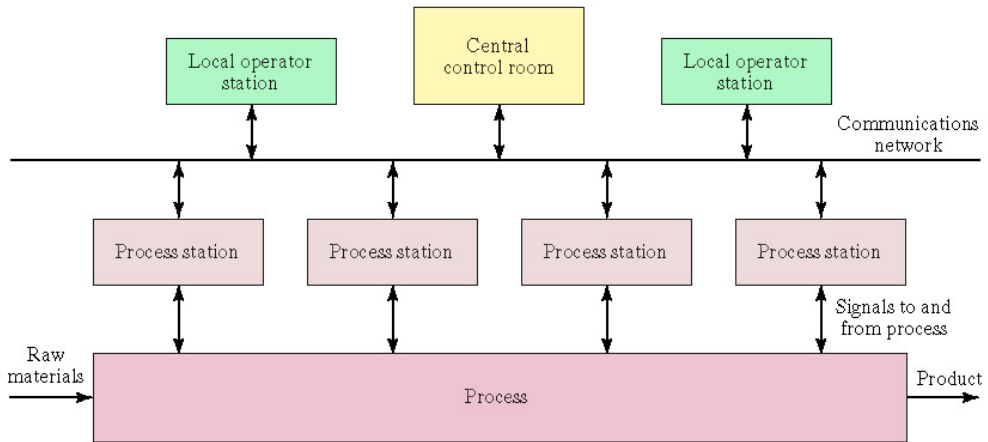 Local operator
station
Central
control room
Local operator
station
Communications
network
Process station
Process station
Process station
Process station
Signals to and
from process
Raw
materials
Process
Product